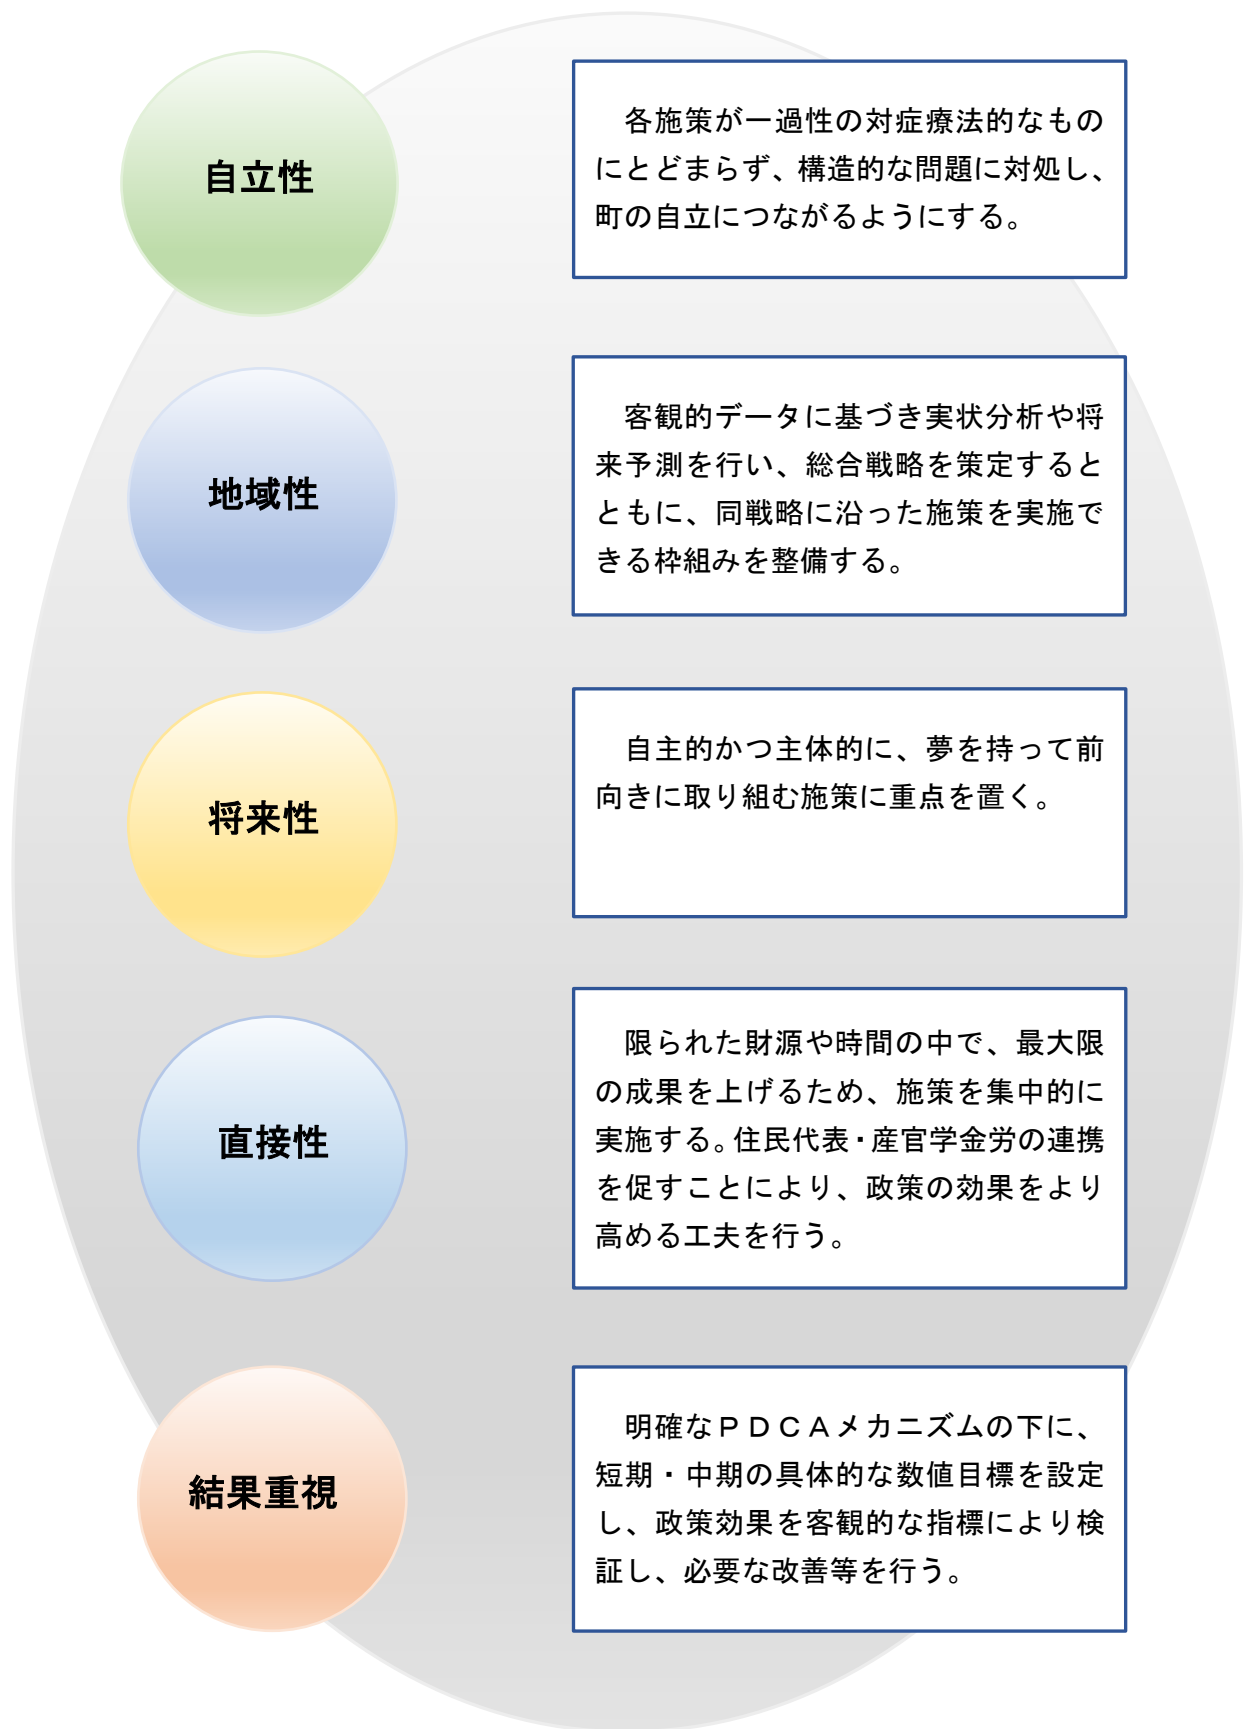 自立性
各施策が一過性の対症療法的なもの
にとどまらず、構造的な問題に対処し、
町の自立につながるようにする。
地域性
客観的データに基づき実状分析や将
来予測を行い、総合戦略を策定すると
ともに、同戦略に沿った施策を実施で
きる枠組みを整備する。
将来性
自主的かつ主体的に、夢を持って前
向きに取り組む施策に重点を置く。
直接性
限られた財源や時間の中で、最大限
の成果を上げるため、施策を集中的に
実施する。住民代表・産官学金労の連携
を促すことにより、政策の効果をより
高める工夫を行う。
結果重視
明確なＰＤＣＡメカニズムの下に、
短期・中期の具体的な数値目標を設定
し、政策効果を客観的な指標により検
証し、必要な改善等を行う。